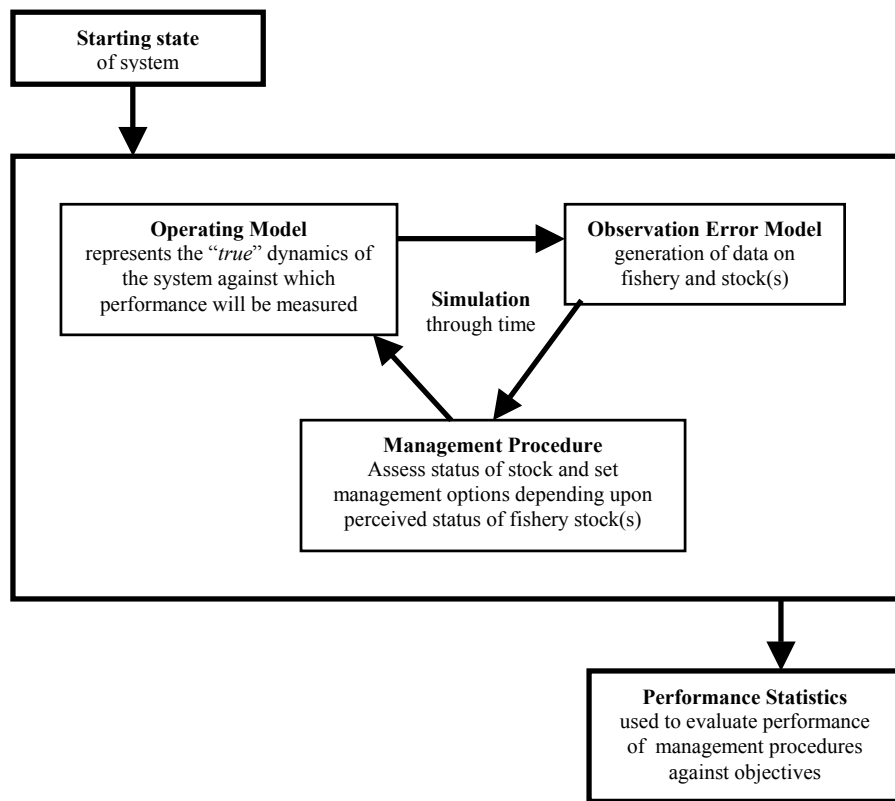 Starting state
of system
Operating Model
represents the “true” dynamics of
the system against which
performance will be measured
Observation Error Model
generation of data on
fishery and stock(s)
Simulation
through time
Management Procedure
Assess status of stock and set
management options depending upon
perceived status of fishery stock(s)
Performance Statistics
used to evaluate performance
of management procedures
against objectives